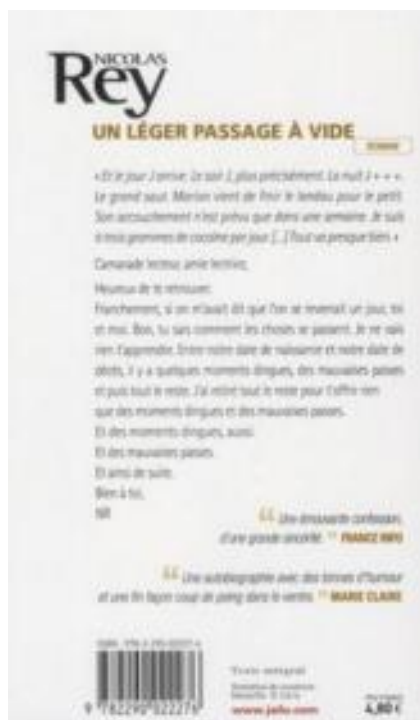 NICOLAS
Rey
UN LÉGER PASSAGE À VIDE
ROMAN
« Et le jour J arrive. Le soir J, plus précisément. La nuit J + + +.
Le grand saut. Marion vient de finir le landau pour le petit.
Son accouchement n'est prévu que dans une semaine. Je suis
à trois grammes de cocaïne par jour. [...] Tout va presque bien. »
Camarade lecteur, amie lectrice,
Heureux de te retrouver.
Franchement, si on m'avait dit que l'on se reverrait un jour, toi
et moi. Bon, tu sais comment les choses se passent. Je ne vais
rien t'apprendre. Entre notre date de naissance et notre date de
décès, il y a quelques moments dingues, des mauvaises passes
et puis tout le reste. J'ai retiré tout le reste pour t'offrir rien
que des moments dingues et des mauvaises passes.
Et des moments dingues, aussi.
Et des mauvaises passes.
Et ainsi de suite.
Bien à toi,
NR
“ Une émouvante confession,
d'une grande sincérité. ” FRANCE INFO
“ Une autobiographie avec des tonnes d'humour
et une fin façon coup de poing dans le ventre. ” MARIE CLAIRE
Texte intégral
www.jailu.com
4,80 €
9 782290 022276